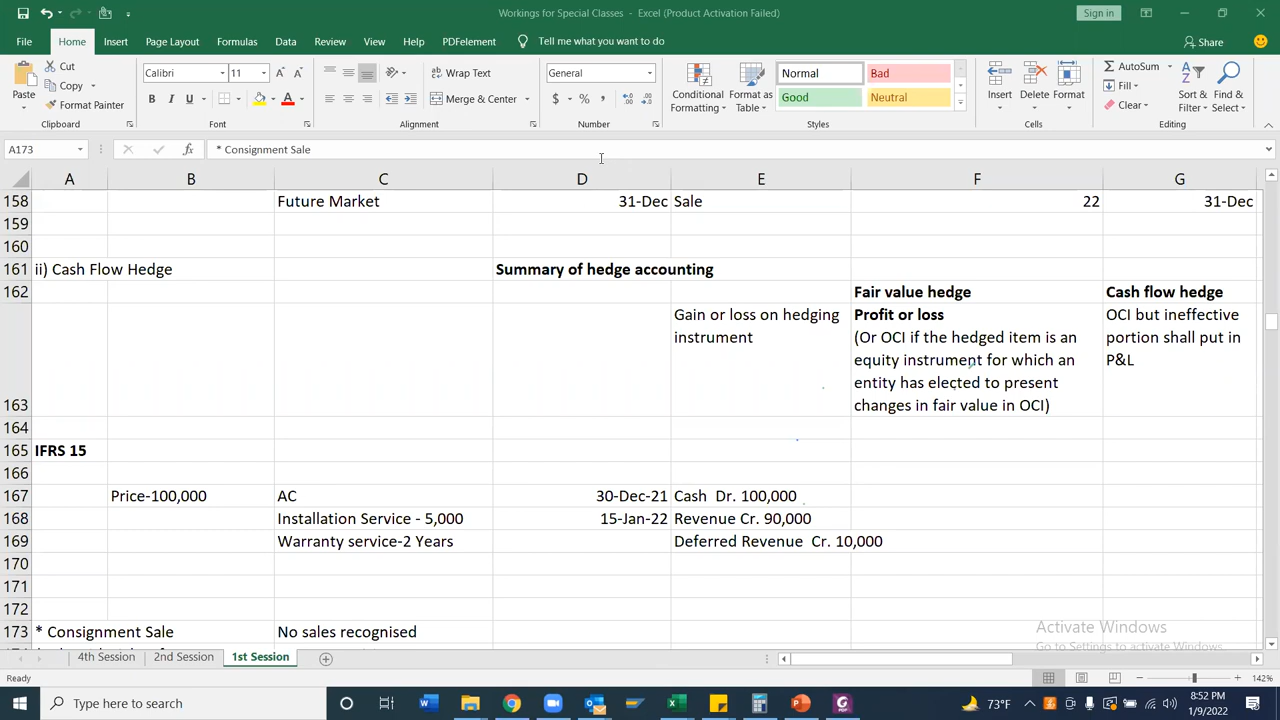 Workings for Special Classes - Excel (Product Activation Failed)
Sign in
File Home Insert Page Layout Formulas Data Review View Help PDFelement Tell me what you want to do Share
Paste
Cut
Copy
Format Painter
Clipboard
Calibri 11
B I U
Font
Wrap Text
Merge & Center
Alignment
General
$ % ,
Number
Conditional Formatting
Format as Table
Normal Bad
Good Neutral
Styles
Insert Delete Format
Cells
AutoSum
Fill
Clear
Sort & Filter
Find & Select
Editing
A173 fx * Consignment Sale
A B C D E F G
158 Future Market 31-Dec Sale 22 31-Dec
159
160
161 ii) Cash Flow Hedge Summary of hedge accounting
162 Fair value hedge Cash flow hedge
Gain or loss on hedging instrument
Profit or loss
(Or OCI if the hedged item is an
equity instrument for which an
entity has elected to present
changes in fair value in OCI)
OCI but ineffective
portion shall put in
P&L
163
164
165 IFRS 15
166
167 Price-100,000 AC 30-Dec-21 Cash Dr. 100,000
168 Installation Service - 5,000 15-Jan-22 Revenue Cr. 90,000
169 Warranty service-2 Years Deferred Revenue Cr. 10,000
170
171
172
173 * Consignment Sale No sales recognised
Activate Windows
Go to Settings to activate Windows.
4th Session 2nd Session 1st Session
Ready 142%
Type here to search
73°F
8:52 PM
1/9/2022